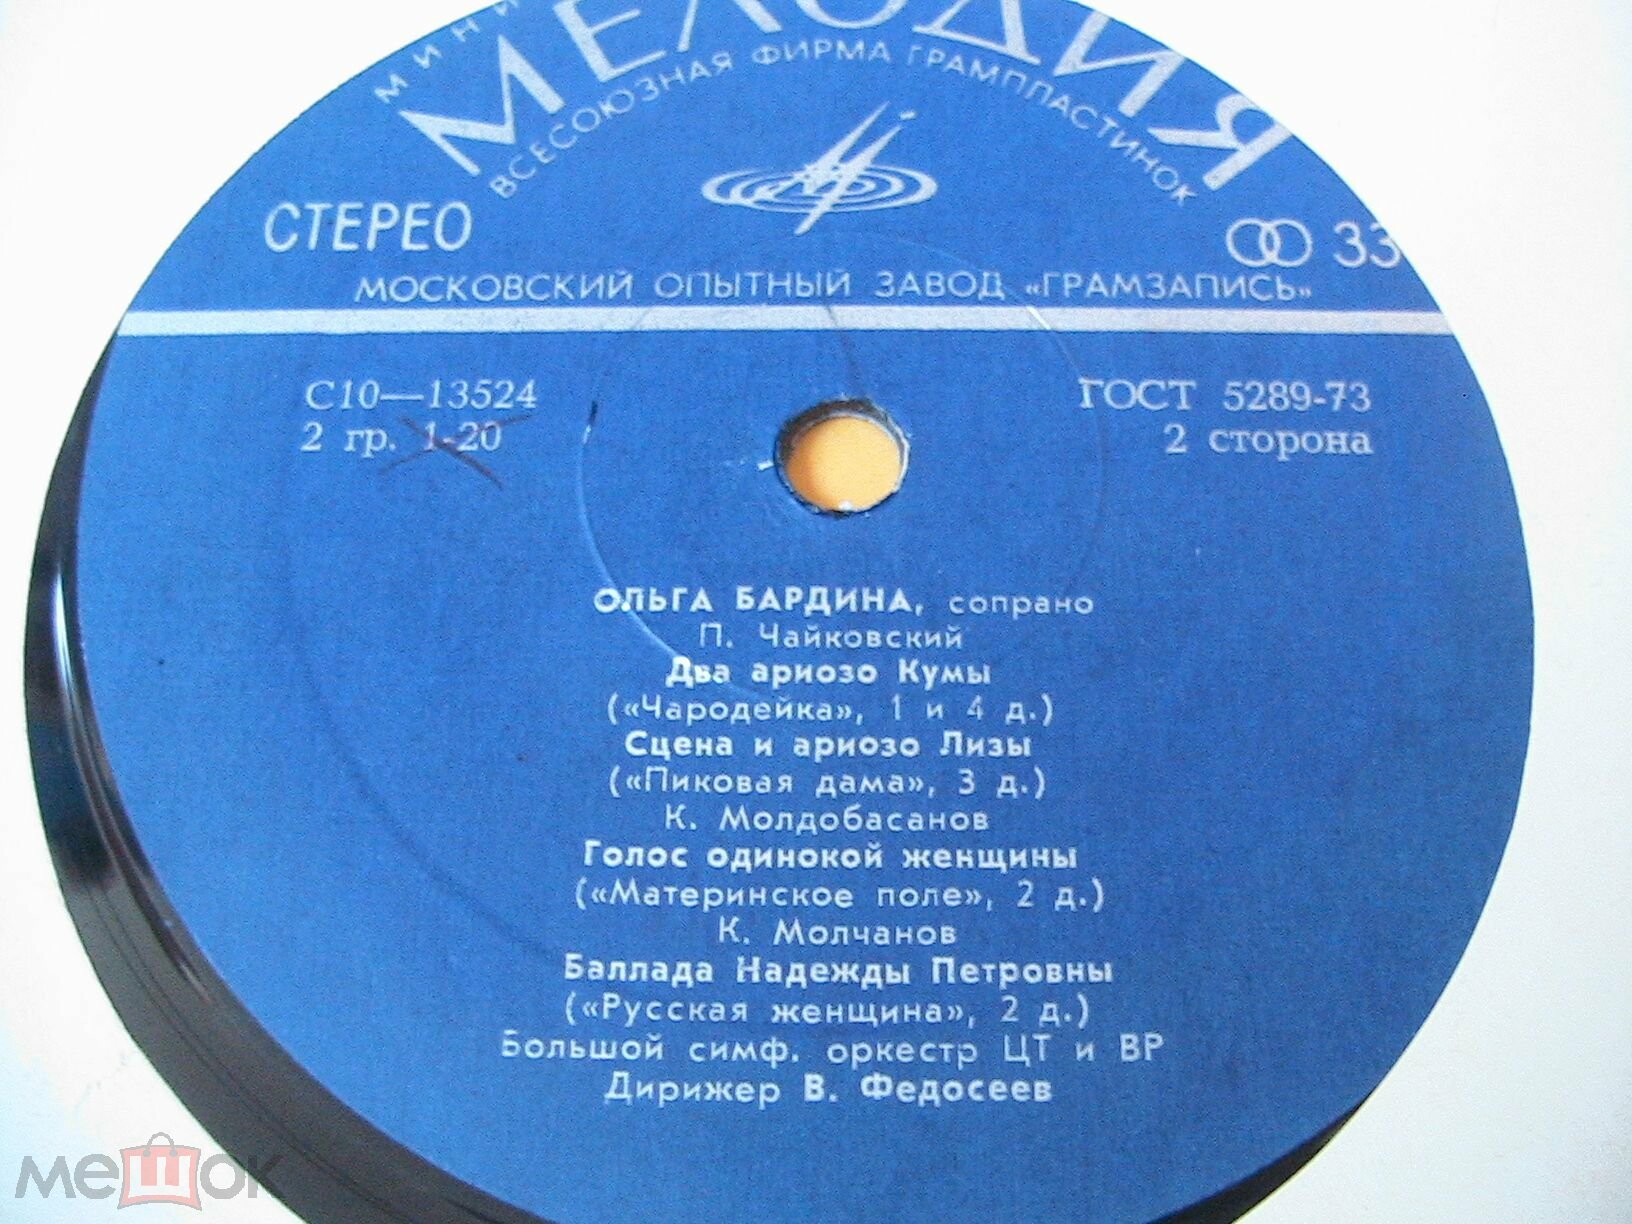 МЕЛОДИЯ
ВСЕСОЮЗНАЯ ФИРМА ГРАМПЛАСТИНОК
СТЕРЕО
33
МОСКОВСКИЙ ОПЫТНЫЙ ЗАВОД «ГРАМЗАПИСЬ»
С10—13524
ГОСТ 5289-73
2 гр. 1-20
2 сторона
ОЛЬГА БАРДИНА, сопрано
П. Чайковский
Два ариозо Кумы
(«Чародейка», 1 и 4 д.)
Сцена и ариозо Лизы
(«Пиковая дама», 3 д.)
К. Молдобасанов
Голос одинокой женщины
(«Материнское поле», 2 д.)
К. Молчанов
Баллада Надежды Петровны
(«Русская женщина», 2 д.)
Большой симф. оркестр ЦТ и ВР
Дирижер В. Федосеев
мешок